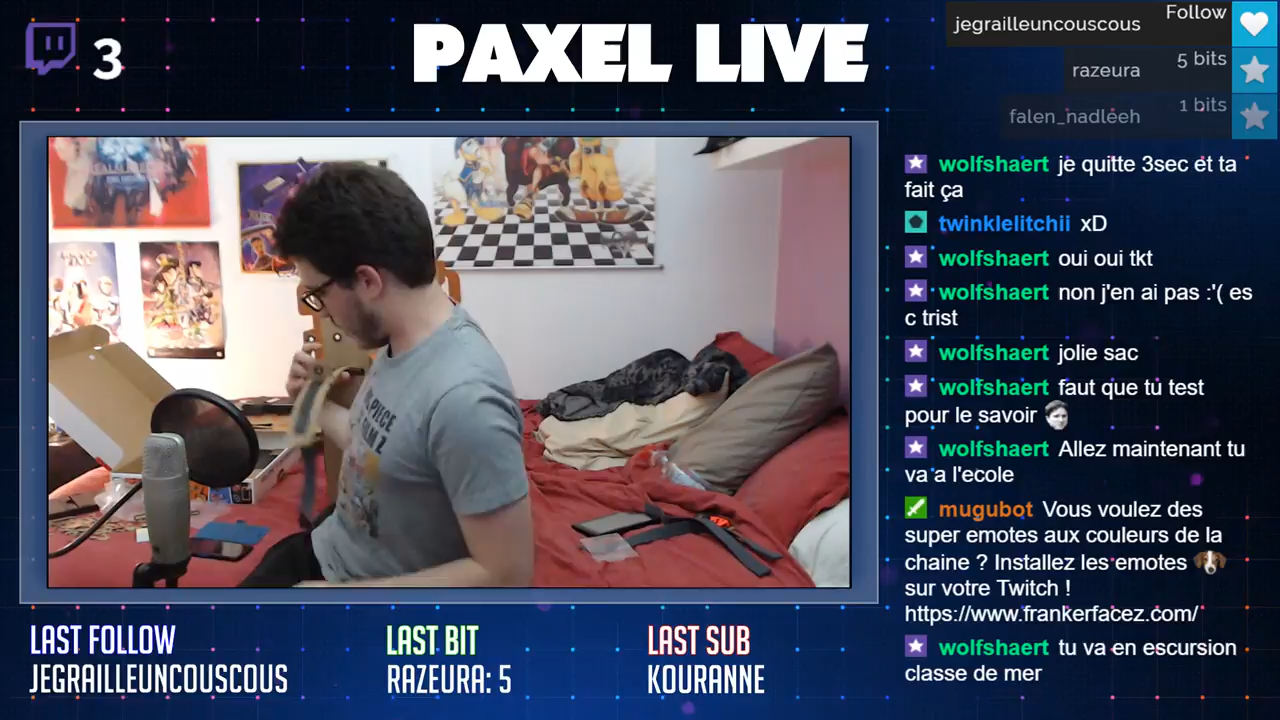 3
PAXEL LIVE
jegrailleuncouscous Follow
razeura 5 bits
falen_nadleeh 1 bits
wolfshaert je quitte 3sec et ta
fait ça
twinklelitchii xD
wolfshaert oui oui tkt
wolfshaert non j'en ai pas :'( es
c trist
wolfshaert jolie sac
wolfshaert faut que tu test
pour le savoir
wolfshaert Allez maintenant tu
va a l'ecole
mugubot Vous voulez des
super emotes aux couleurs de la
chaine ? Installez les emotes
sur votre Twitch !
https://www.frankerfacez.com/
wolfshaert tu va en escursion
classe de mer
LAST FOLLOW
JEGRAILLEUNCOUSCOUS
LAST BIT
RAZEURA: 5
LAST SUB
KOURANNE